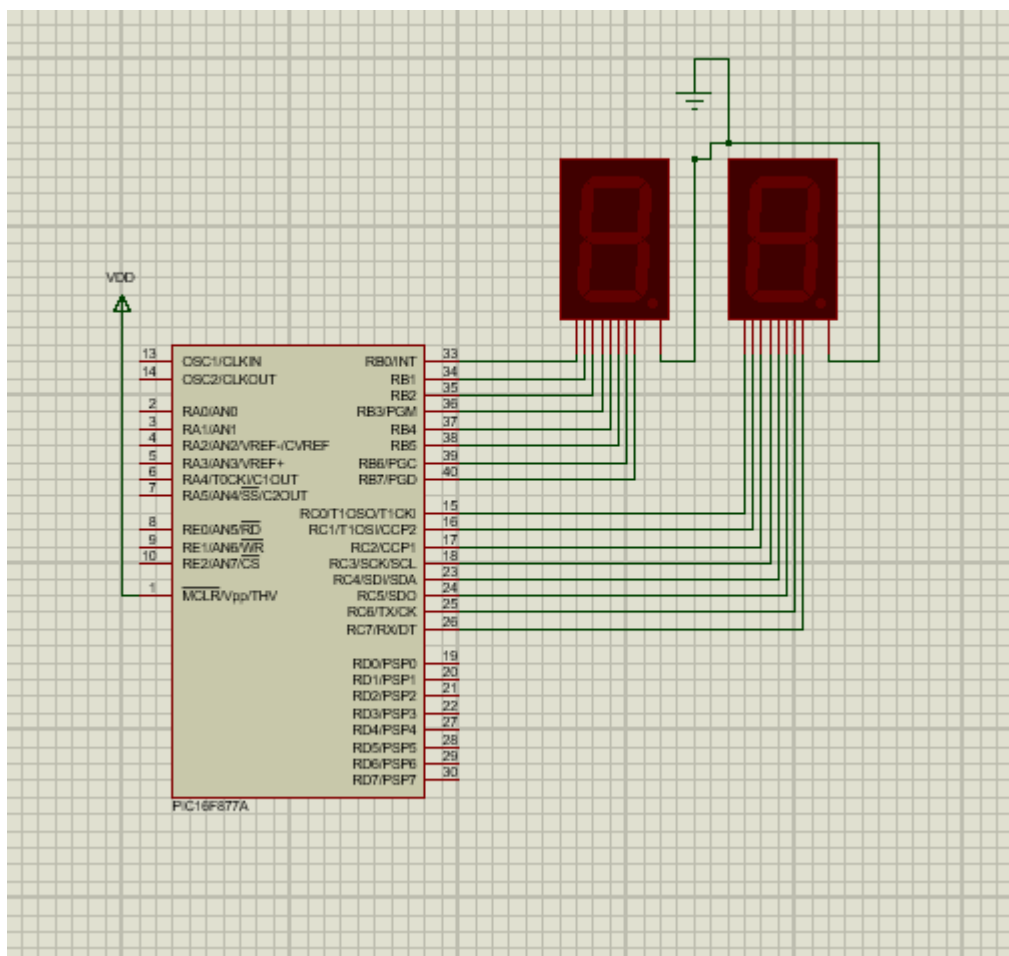 VDD
13 OSC1/CLKIN RB0/INT 33
14 OSC2/CLKOUT RB1 34
RB2 35
2 RA0/AN0 RB3/PGM 36
3 RA1/AN1 RB4 37
4 RA2/AN2/VREF-/CVREF RB5 38
5 RA3/AN3/VREF+ RB6/PGC 39
6 RA4/T0CKI/C1OUT RB7/PGD 40
7 RA5/AN4/SS/C2OUT
RC0/T1OSO/T1CKI 15
8 RE0/AN5/RD RC1/T1OSI/CCP2 16
9 RE1/AN6/WR RC2/CCP1 17
10 RE2/AN7/CS RC3/SCK/SCL 18
RC4/SDI/SDA 23
1 MCLR/Vpp/THV RC5/SDO 24
RC6/TX/CK 25
RC7/RX/DT 26
RD0/PSP0 19
RD1/PSP1 20
RD2/PSP2 21
RD3/PSP3 22
RD4/PSP4 27
RD5/PSP5 28
RD6/PSP6 29
RD7/PSP7 30
PIC16F877A